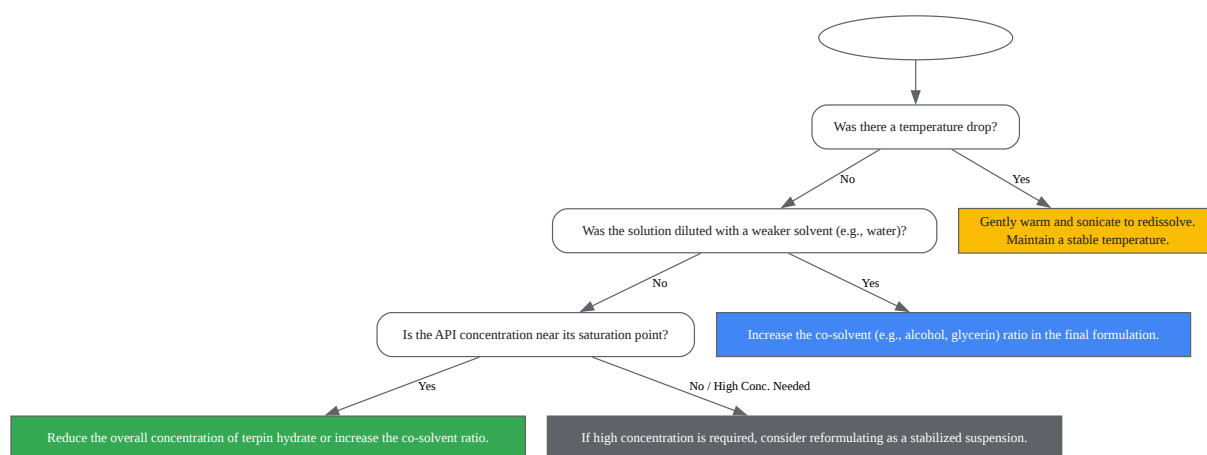 Was there a temperature drop?
No
Yes
Was the solution diluted with a weaker solvent (e.g., water)?
Gently warm and sonicate to redissolve.
Maintain a stable temperature.
No
Yes
Is the API concentration near its saturation point?
Increase the co-solvent (e.g., alcohol, glycerin) ratio in the final formulation.
Yes
No / High Conc. Needed
Reduce the overall concentration of terpin hydrate or increase the co-solvent ratio.
If high concentration is required, consider reformulating as a stabilized suspension.